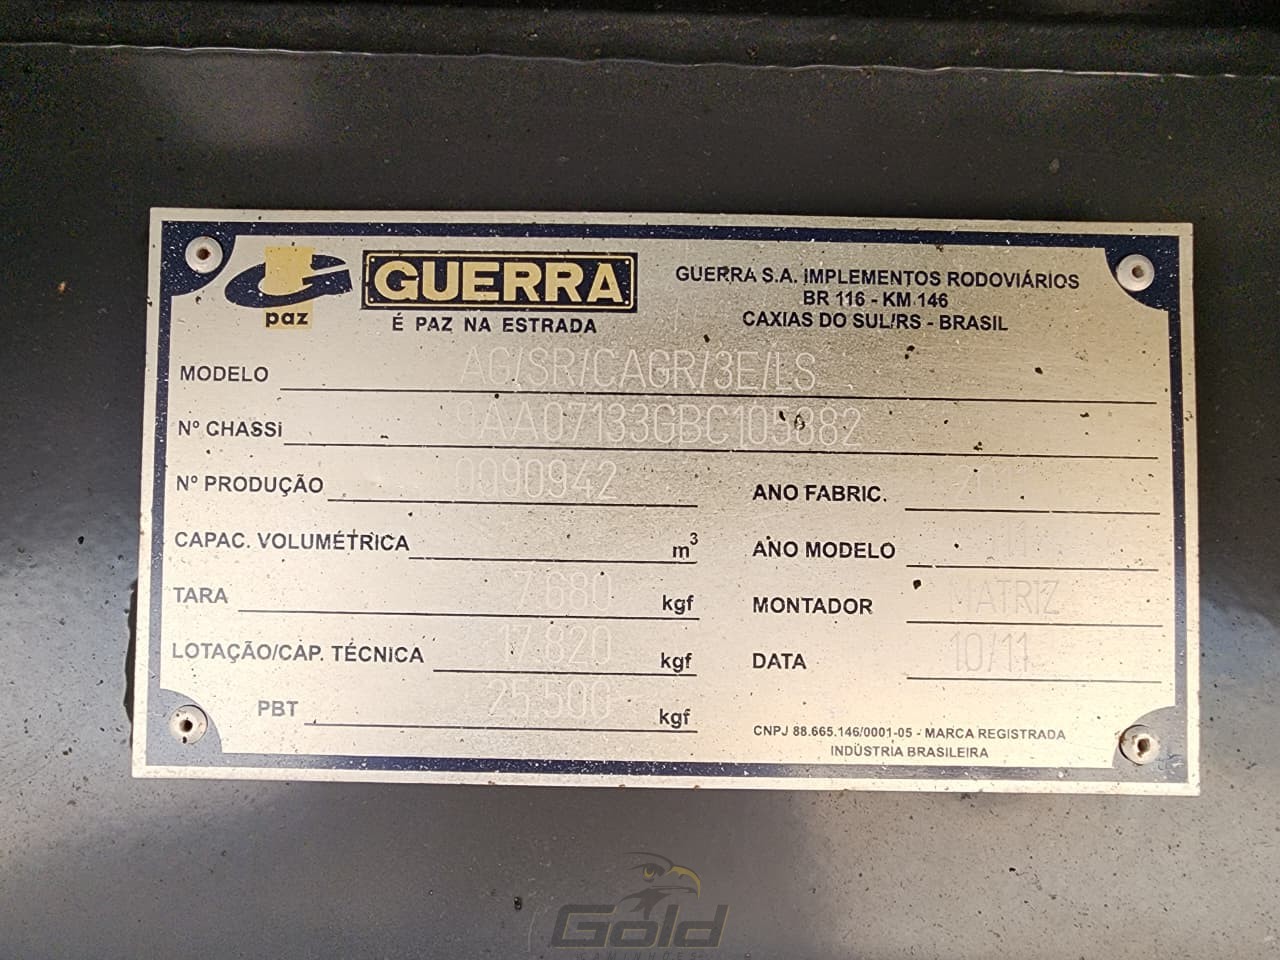 paz
GUERRA
É PAZ NA ESTRADA
GUERRA S.A. IMPLEMENTOS RODOVIÁRIOS
BR 116 - KM 146
CAXIAS DO SUL/RS - BRASIL
MODELO AG/SR/CAGR/3E/LS
Nº CHASSi
Nº PRODUÇÃO 0090942
ANO FABRIC.
CAPAC. VOLUMÉTRICA m³
ANO MODELO 11
TARA 7.680 kgf
MONTADOR MATRIZ
LOTAÇÃO/CAP. TÉCNICA 17.820 kgf
DATA 10/11
PBT 25.500 kgf
CNPJ 88.665.146/0001-05 - MARCA REGISTRADA
INDÚSTRIA BRASILEIRA
Gold